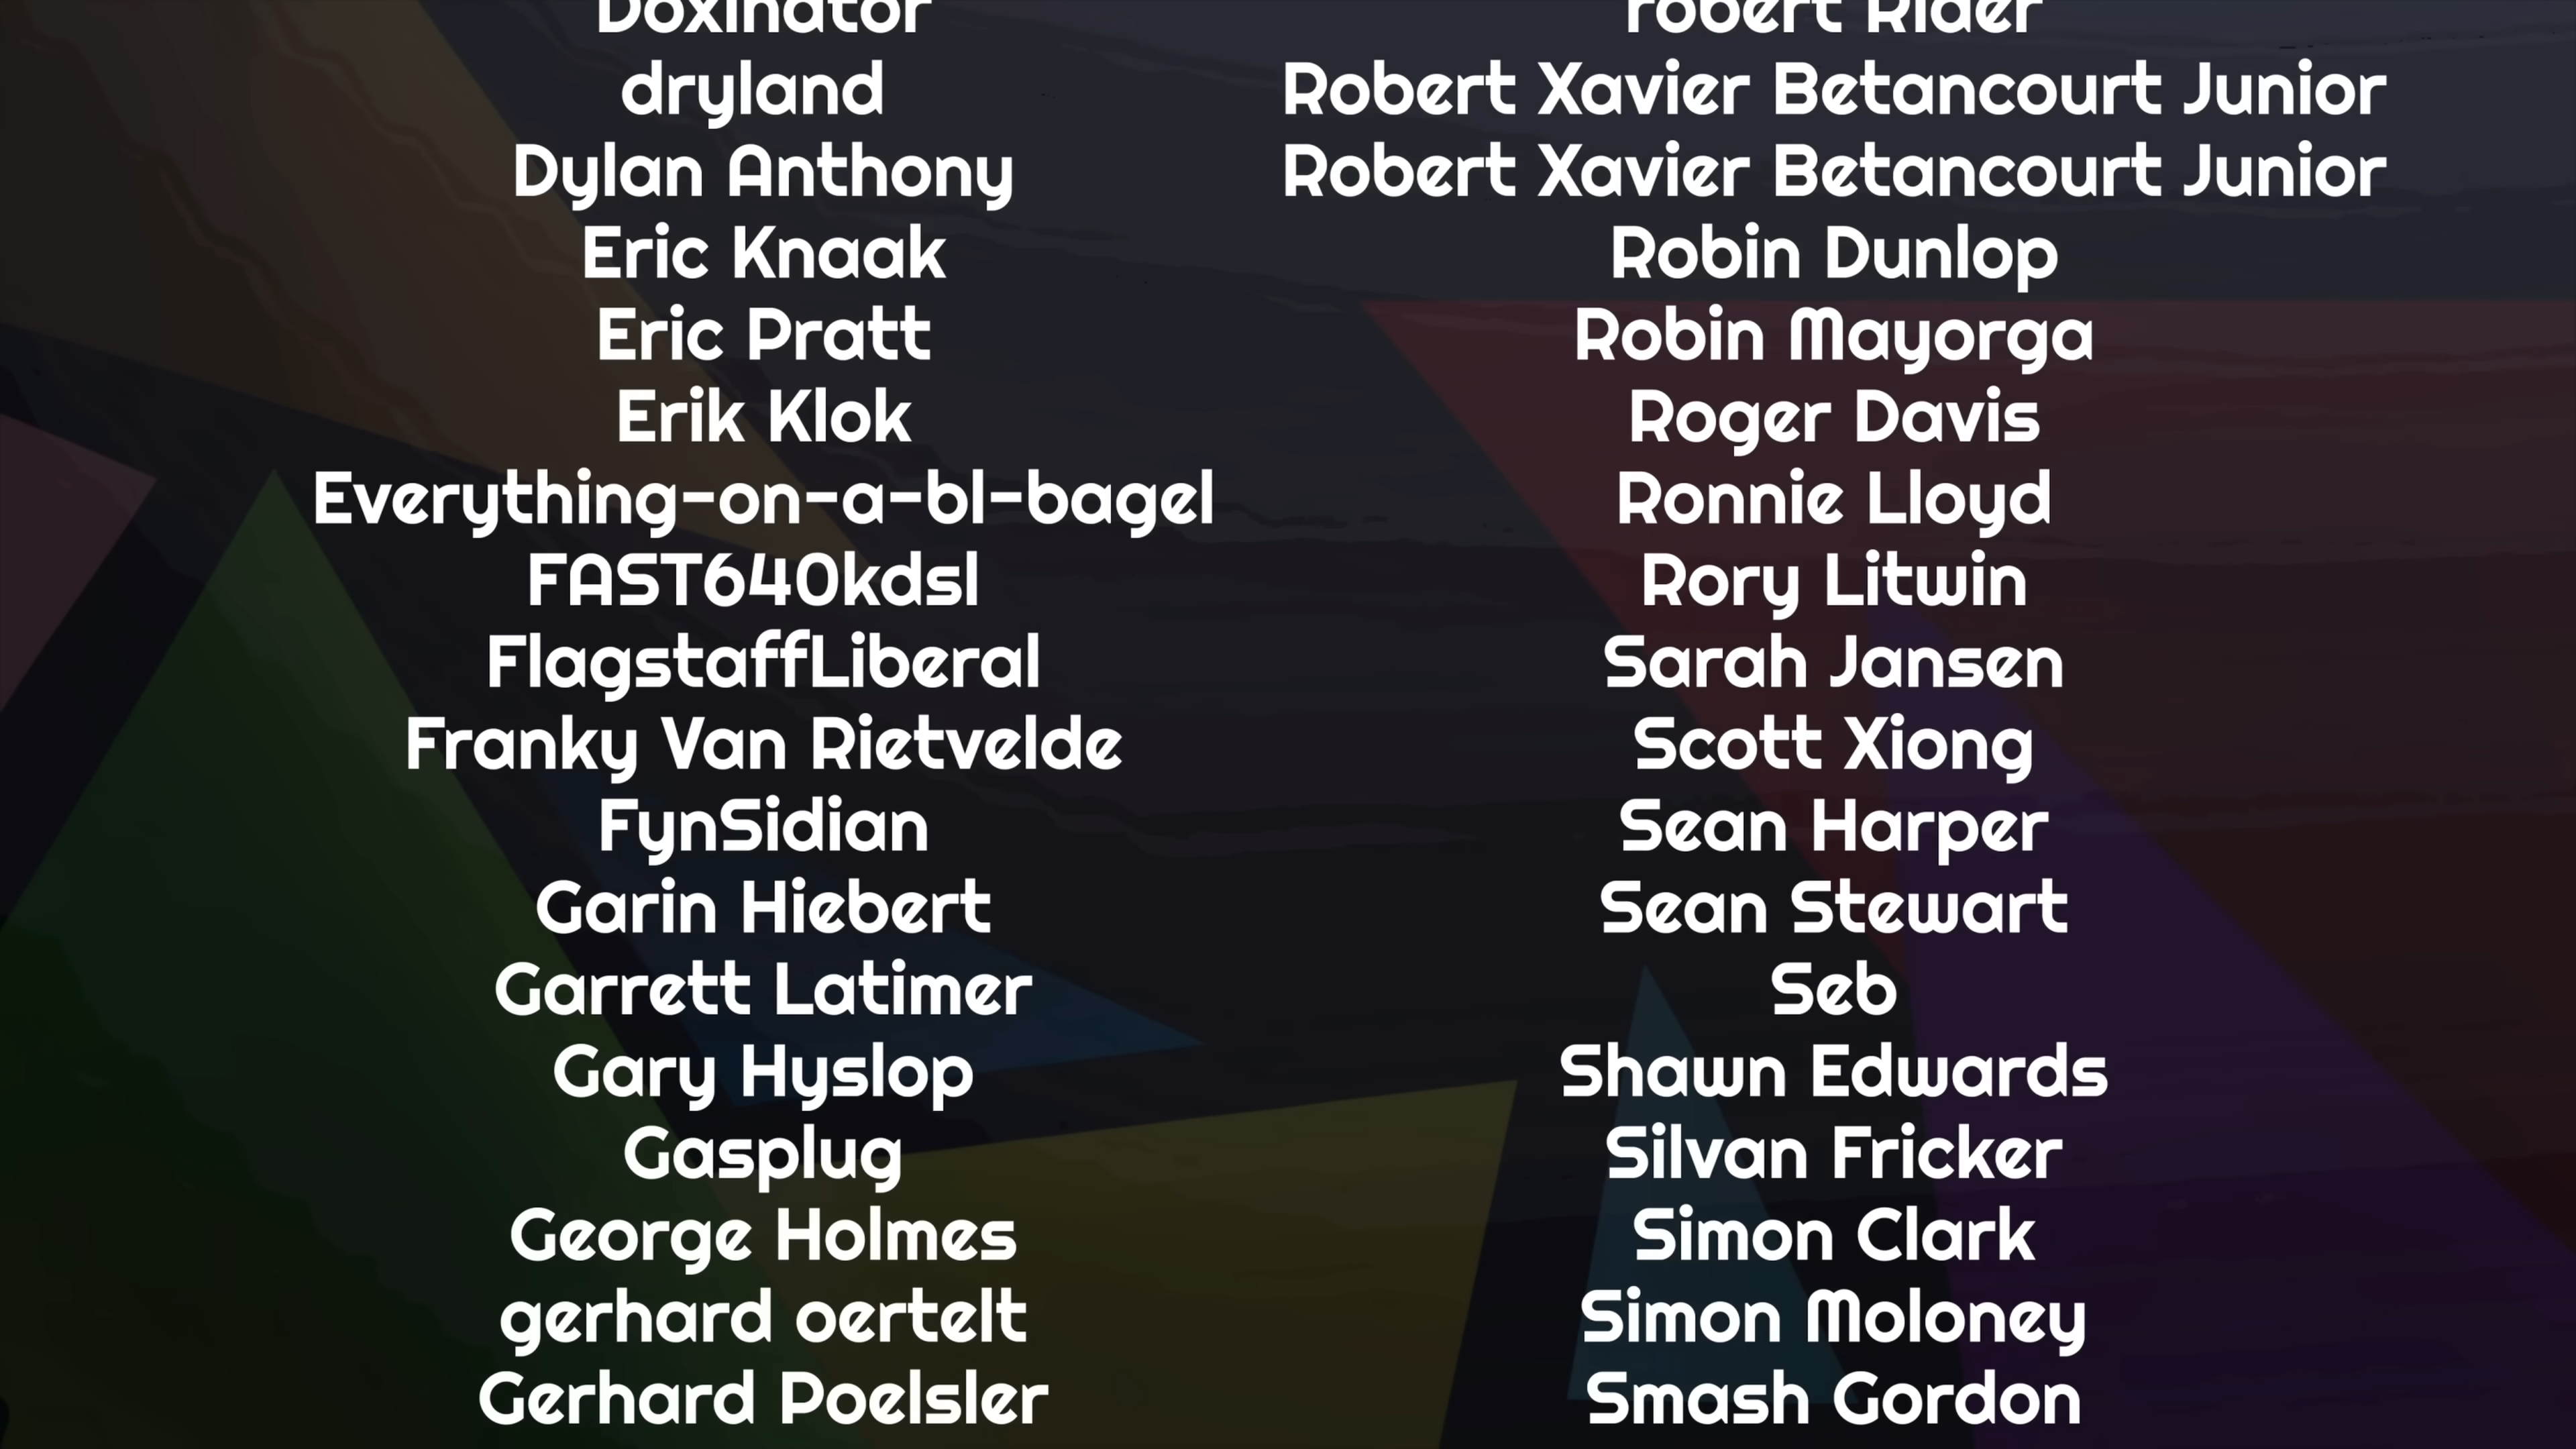 Doxinator
dryland
Dylan Anthony
Eric Knaak
Eric Pratt
Erik Klok
Everything-on-a-bl-bagel
FAST640kdsl
FlagstaffLiberal
Franky Van Rietvelde
FynSidian
Garin Hiebert
Garrett Latimer
Gary Hyslop
Gasplug
George Holmes
gerhard oertelt
Gerhard Poelsler
robert Rider
Robert Xavier Betancourt Junior
Robert Xavier Betancourt Junior
Robin Dunlop
Robin Mayorga
Roger Davis
Ronnie Lloyd
Rory Litwin
Sarah Jansen
Scott Xiong
Sean Harper
Sean Stewart
Seb
Shawn Edwards
Silvan Fricker
Simon Clark
Simon Moloney
Smash Gordon